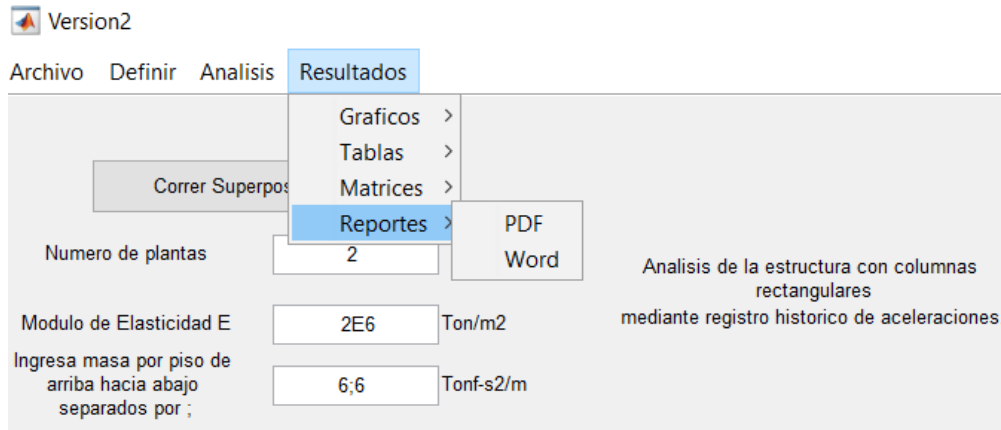 Version2
Archivo Definir Analisis Resultados
Graficos
Tablas
Correr Superpos
Matrices
Reportes
PDF
Word
Numero de plantas
2
Analisis de la estructura con columnas
rectangulares
mediante registro historico de aceleraciones
Modulo de Elasticidad E
2E6
Ton/m2
Ingresa masa por piso de
arriba hacia abajo
separados por ;
6;6
Tonf-s2/m